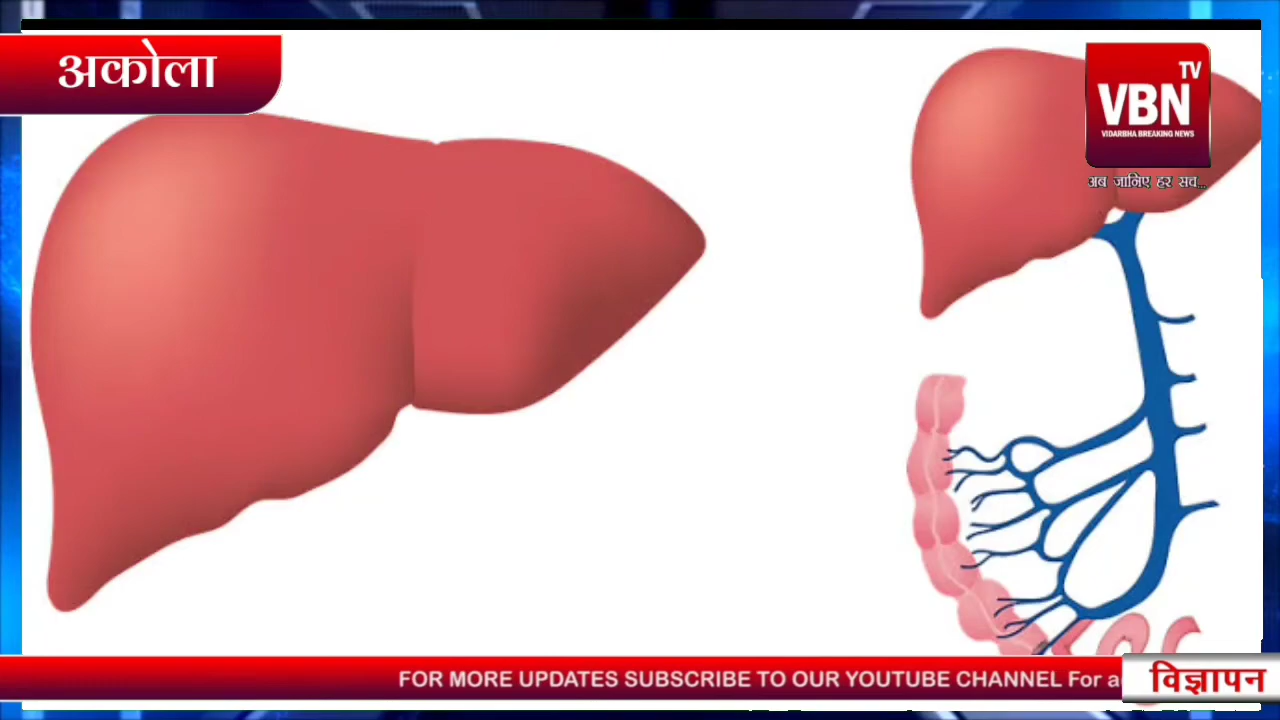 अकोला
TV
VBN
VIDARBHA BREAKING NEWS
अब जानिए हर सच...
FOR MORE UPDATES SUBSCRIBE TO OUR YOUTUBE CHANNEL For a
विज्ञापन